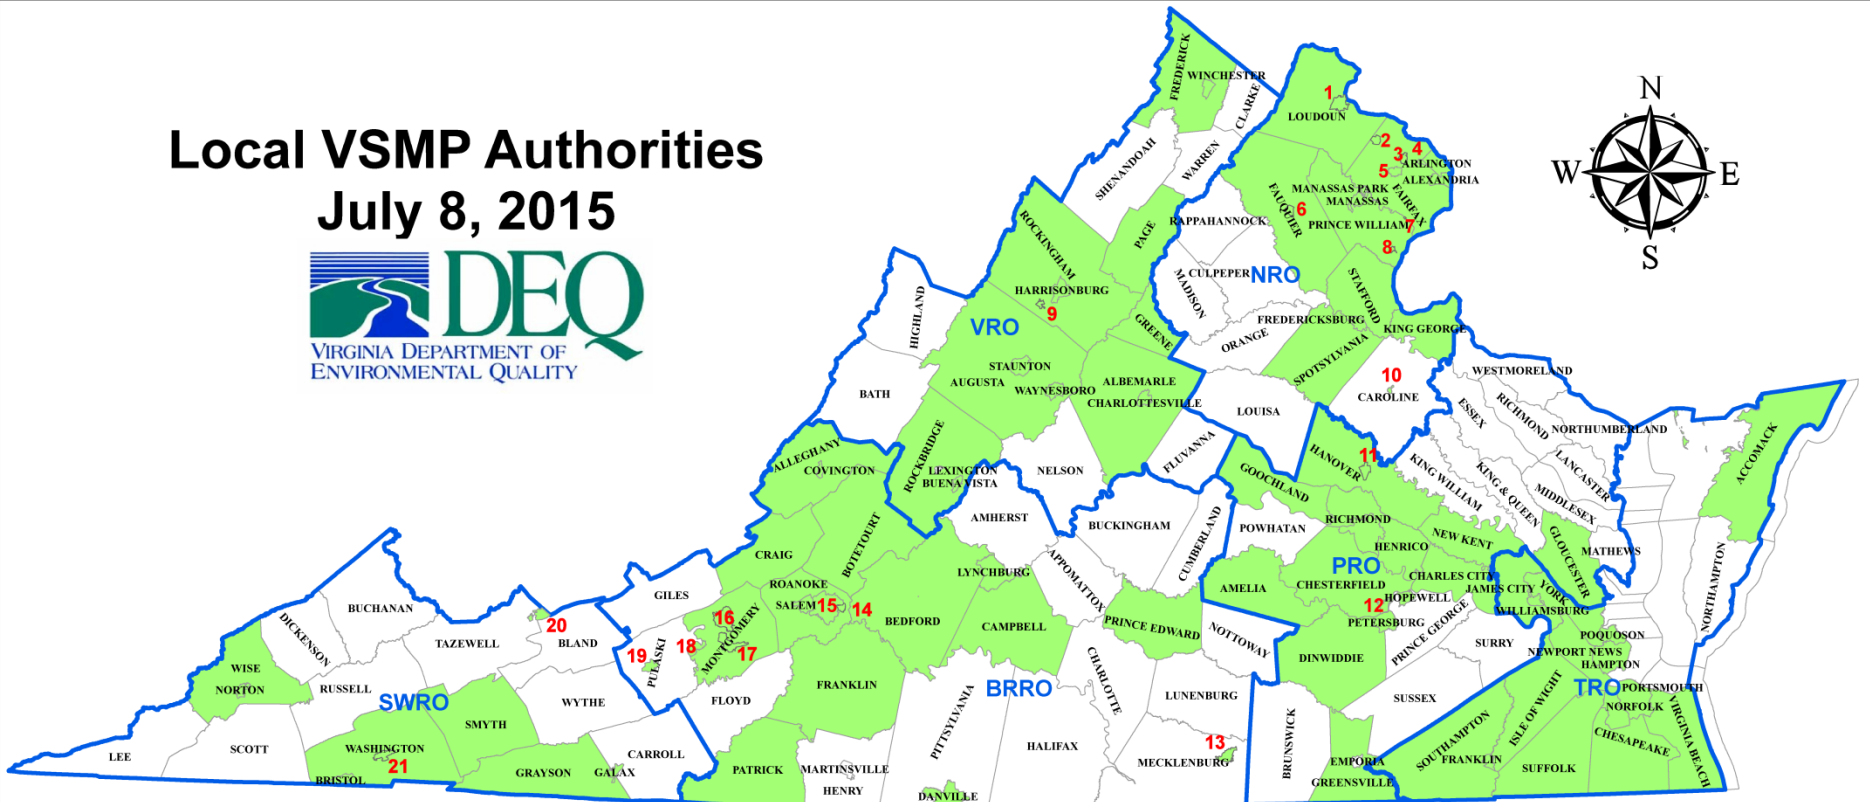 Local VSMP Authorities
July 8, 2015
DEQ
VIRGINIA DEPARTMENT OF
ENVIRONMENTAL QUALITY
N
W
E
S
FREDERICK
WINCHESTER
CLARKE
1
LOUDOUN
2
3
4
5
ARLINGTON
ALEXANDRIA
SHENANDOAH
WARREN
MANASSAS PARK
MANASSAS
FAIRFAX
FAUQUIER
6
PRINCE WILLIAM
7
8
PAGE
RAPPAHANNOCK
ROCKINGHAM
CULPEPER
NRO
MADISON
STAFFORD
HARRISONBURG
9
HIGHLAND
VRO
GREENE
FREDERICKSBURG
KING GEORGE
ORANGE
SPOTSYLVANIA
STAUNTON
AUGUSTA
WAYNESBORO
ALBEMARLE
CHARLOTTESVILLE
BATH
10
CAROLINE
WESTMORELAND
LOUISA
ESSEX
RICHMOND
NORTHUMBERLAND
ACCOMACK
ALLEGHANY
COVINGTON
ROCKBRIDGE
LEXINGTON
BUENA VISTA
NELSON
FLUVANNA
GOOCHLAND
HANOVER
11
KING WILLIAM
KING & QUEEN
LANCASTER
MIDDLESEX
AMHERST
BUCKINGHAM
CUMBERLAND
POWHATAN
RICHMOND
HENRICO
NEW KENT
GLOUCESTER
MATHEWS
CRAIG
BOTETOURT
ROANOKE
SALEM
15
14
LYNCHBURG
APPOMATTOX
PRO
AMELIA
CHESTERFIELD
CHARLES CITY
JAMES CITY
YORK
WILLIAMSBURG
12
HOPEWELL
PETERSBURG
PRINCE GEORGE
NORTHAMPTON
GILES
BUCHANAN
DICKENSON
TAZEWELL
20
BLAND
19
PULASKI
18
16
MONTGOMERY
17
BEDFORD
CAMPBELL
PRINCE EDWARD
NOTTOWAY
DINWIDDIE
SURRY
POQUOSON
NEWPORT NEWS
HAMPTON
WISE
NORTON
RUSSELL
SWRO
WYTHE
FLOYD
FRANKLIN
PITTSYLVANIA
BRRO
CHARLOTTE
LUNENBURG
SUSSEX
ISLE OF WIGHT
TRO
PORTSMOUTH
NORFOLK
VIRGINIA BEACH
LEE
SCOTT
WASHINGTON
21
BRISTOL
SMYTH
GRAYSON
GALAX
CARROLL
PATRICK
MARTINSVILLE
HENRY
DANVILLE
HALIFAX
13
MECKLENBURG
BRUNSWICK
EMPORIA
GREENSVILLE
SOUTHAMPTON
FRANKLIN
SUFFOLK
CHESAPEAKE